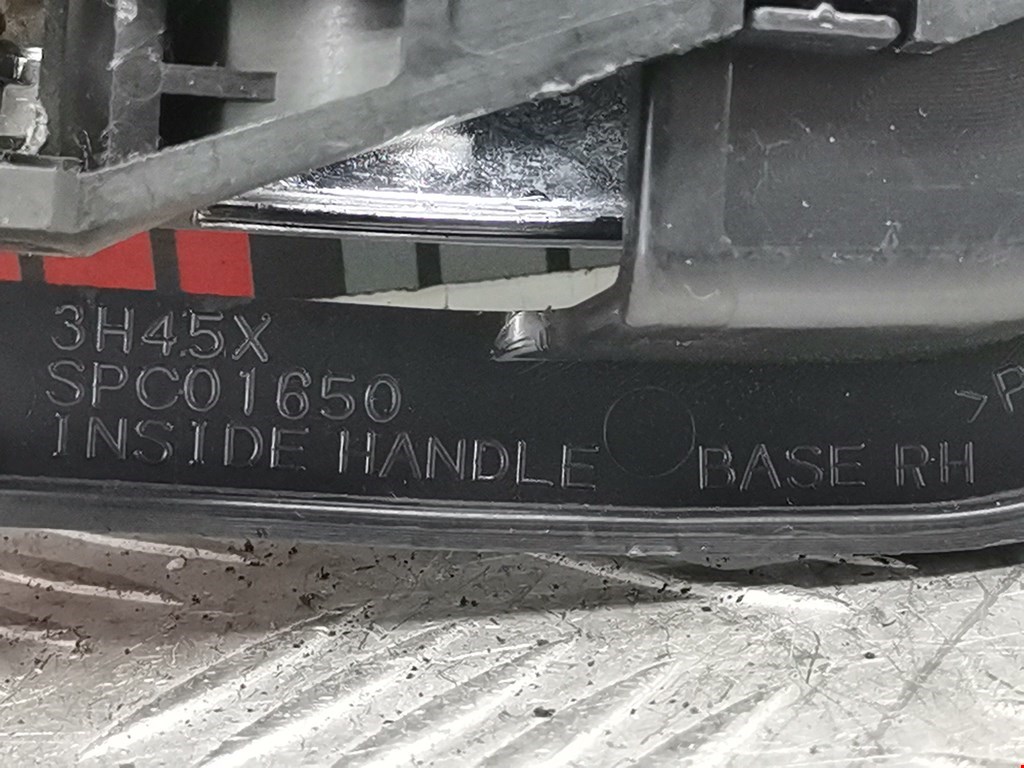 3H45X
SPC01650
INSIDE HANDLE BASE RH
>P